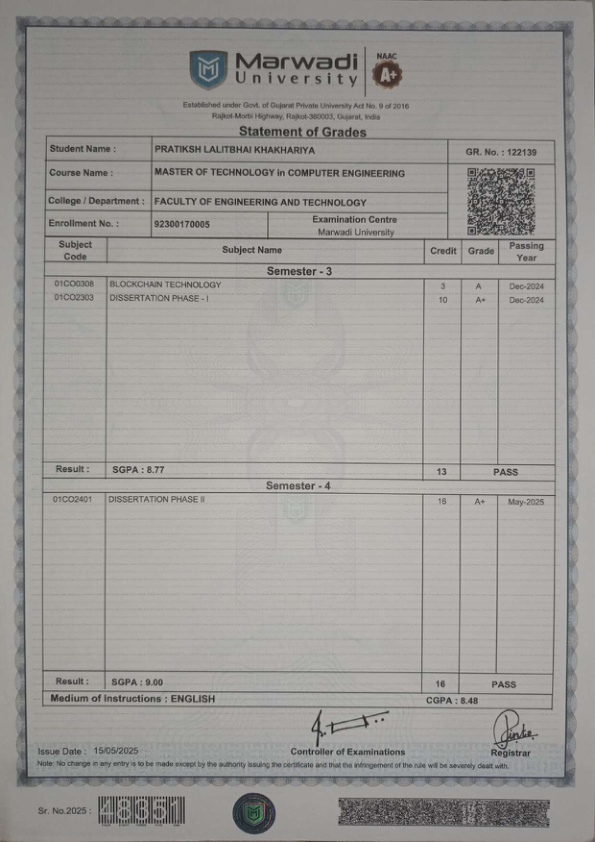 Marwadi
University
NAAC
A+
Established under Govt. of Gujarat Private University Act No. 9 of 2016
Rajkot-Morbi Highway, Rajkot-360003, Gujarat, India
Statement of Grades
Student Name : PRATIKSH LALITBHAI KHAKHARIYA GR. No. : 122139
Course Name : MASTER OF TECHNOLOGY in COMPUTER ENGINEERING
College / Department : FACULTY OF ENGINEERING AND TECHNOLOGY
Enrollment No. : 92300170005 Examination Centre
Marwadi University
Subject Code Subject Name Credit Grade Passing Year
Semester - 3
01CO0308 BLOCKCHAIN TECHNOLOGY 3 A Dec-2024
01CO2303 DISSERTATION PHASE - I 10 A+ Dec-2024
Result : SGPA : 8.77 13 PASS
Semester - 4
01CO2401 DISSERTATION PHASE II 16 A+ May-2025
Result : SGPA : 9.00 16 PASS
Medium of Instructions : ENGLISH CGPA : 8.48
Issue Date : 15/05/2025 Controller of Examinations Registrar
Note: No change in any entry is to be made except by the authority issuing the certificate and that the infringement of the rule will be severely dealt with.
Sr. No.2025 : 48351